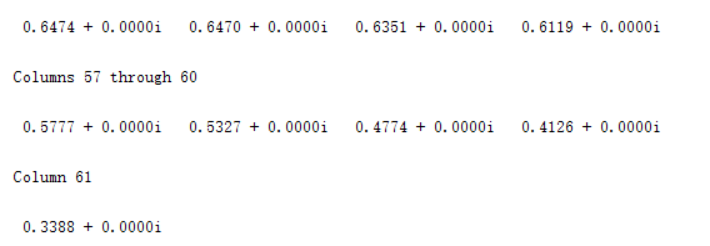 0.6474 + 0.0000i   0.6470 + 0.0000i   0.6351 + 0.0000i   0.6119 + 0.0000i
Columns 57 through 60
0.5777 + 0.0000i   0.5327 + 0.0000i   0.4774 + 0.0000i   0.4126 + 0.0000i
Column 61
0.3388 + 0.0000i